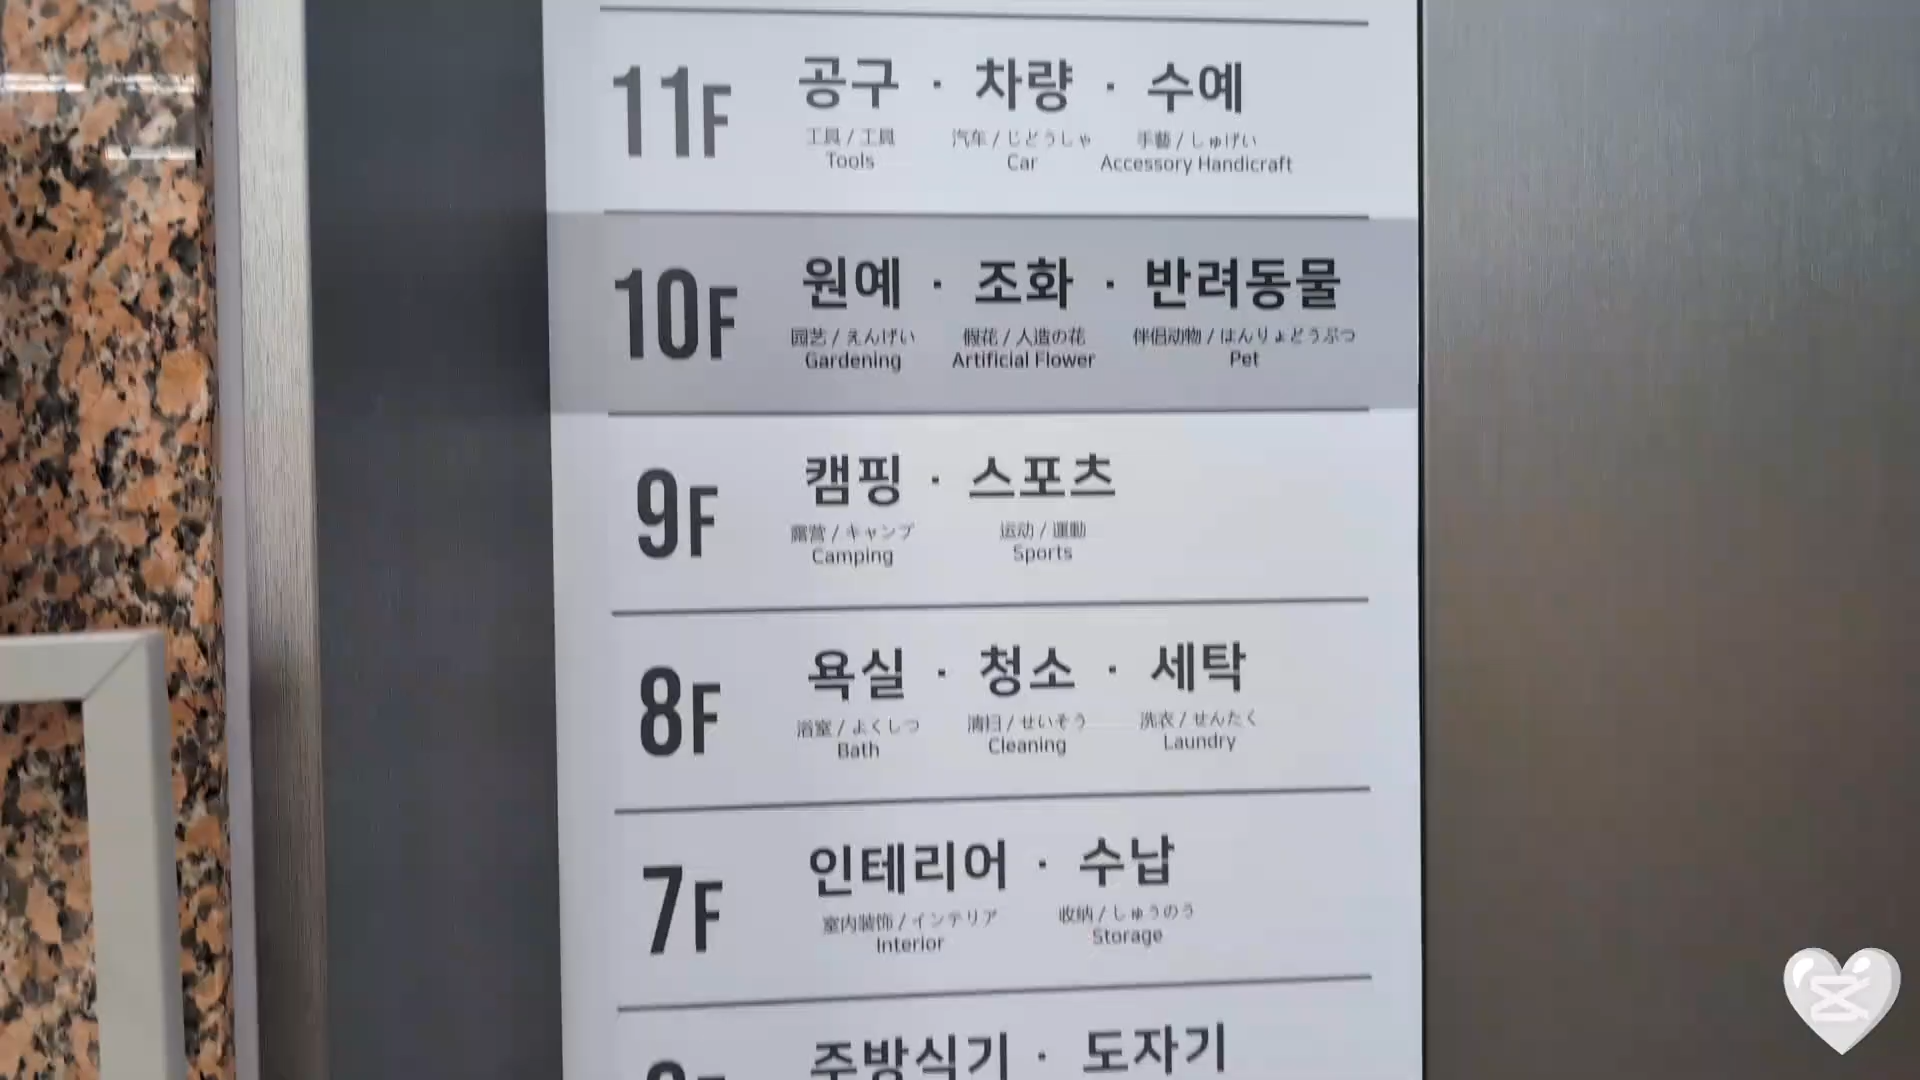 11F 공구 · 차량 · 수예
工具 / 工具 汽车 / じどうしゃ 手藝 / しゅげい
Tools Car Accessory Handicraft
10F 원예 · 조화 · 반려동물
园艺 / えんげい 假花 / 人造の花 伴侣动物 / はんりょどうぶつ
Gardening Artificial Flower Pet
9F 캠핑 · 스포츠
露营 / キャンプ 运动 / 運動
Camping Sports
8F 욕실 · 청소 · 세탁
浴室 / よくしつ 清扫 / せいそう 洗衣 / せんたく
Bath Cleaning Laundry
7F 인테리어 · 수납
室内装饰 / インテリア 收纳 / しゅうのう
Interior Storage
주방식기 · 도자기